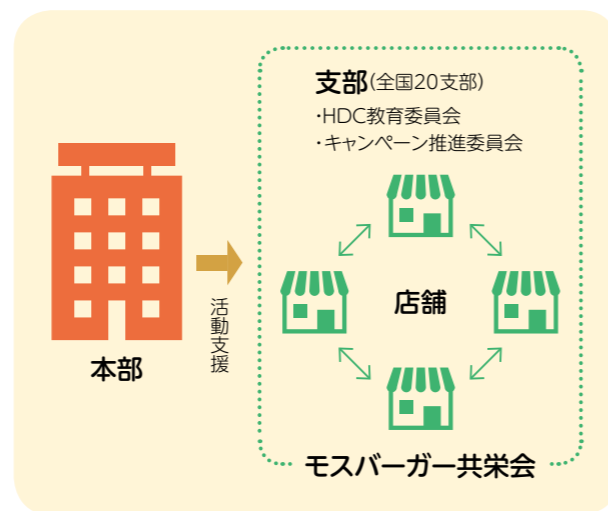 支部(全国20支部)
・HDC教育委員会
・キャンペーン推進委員会
店舗
活動支援
本部
モスバーガー共栄会